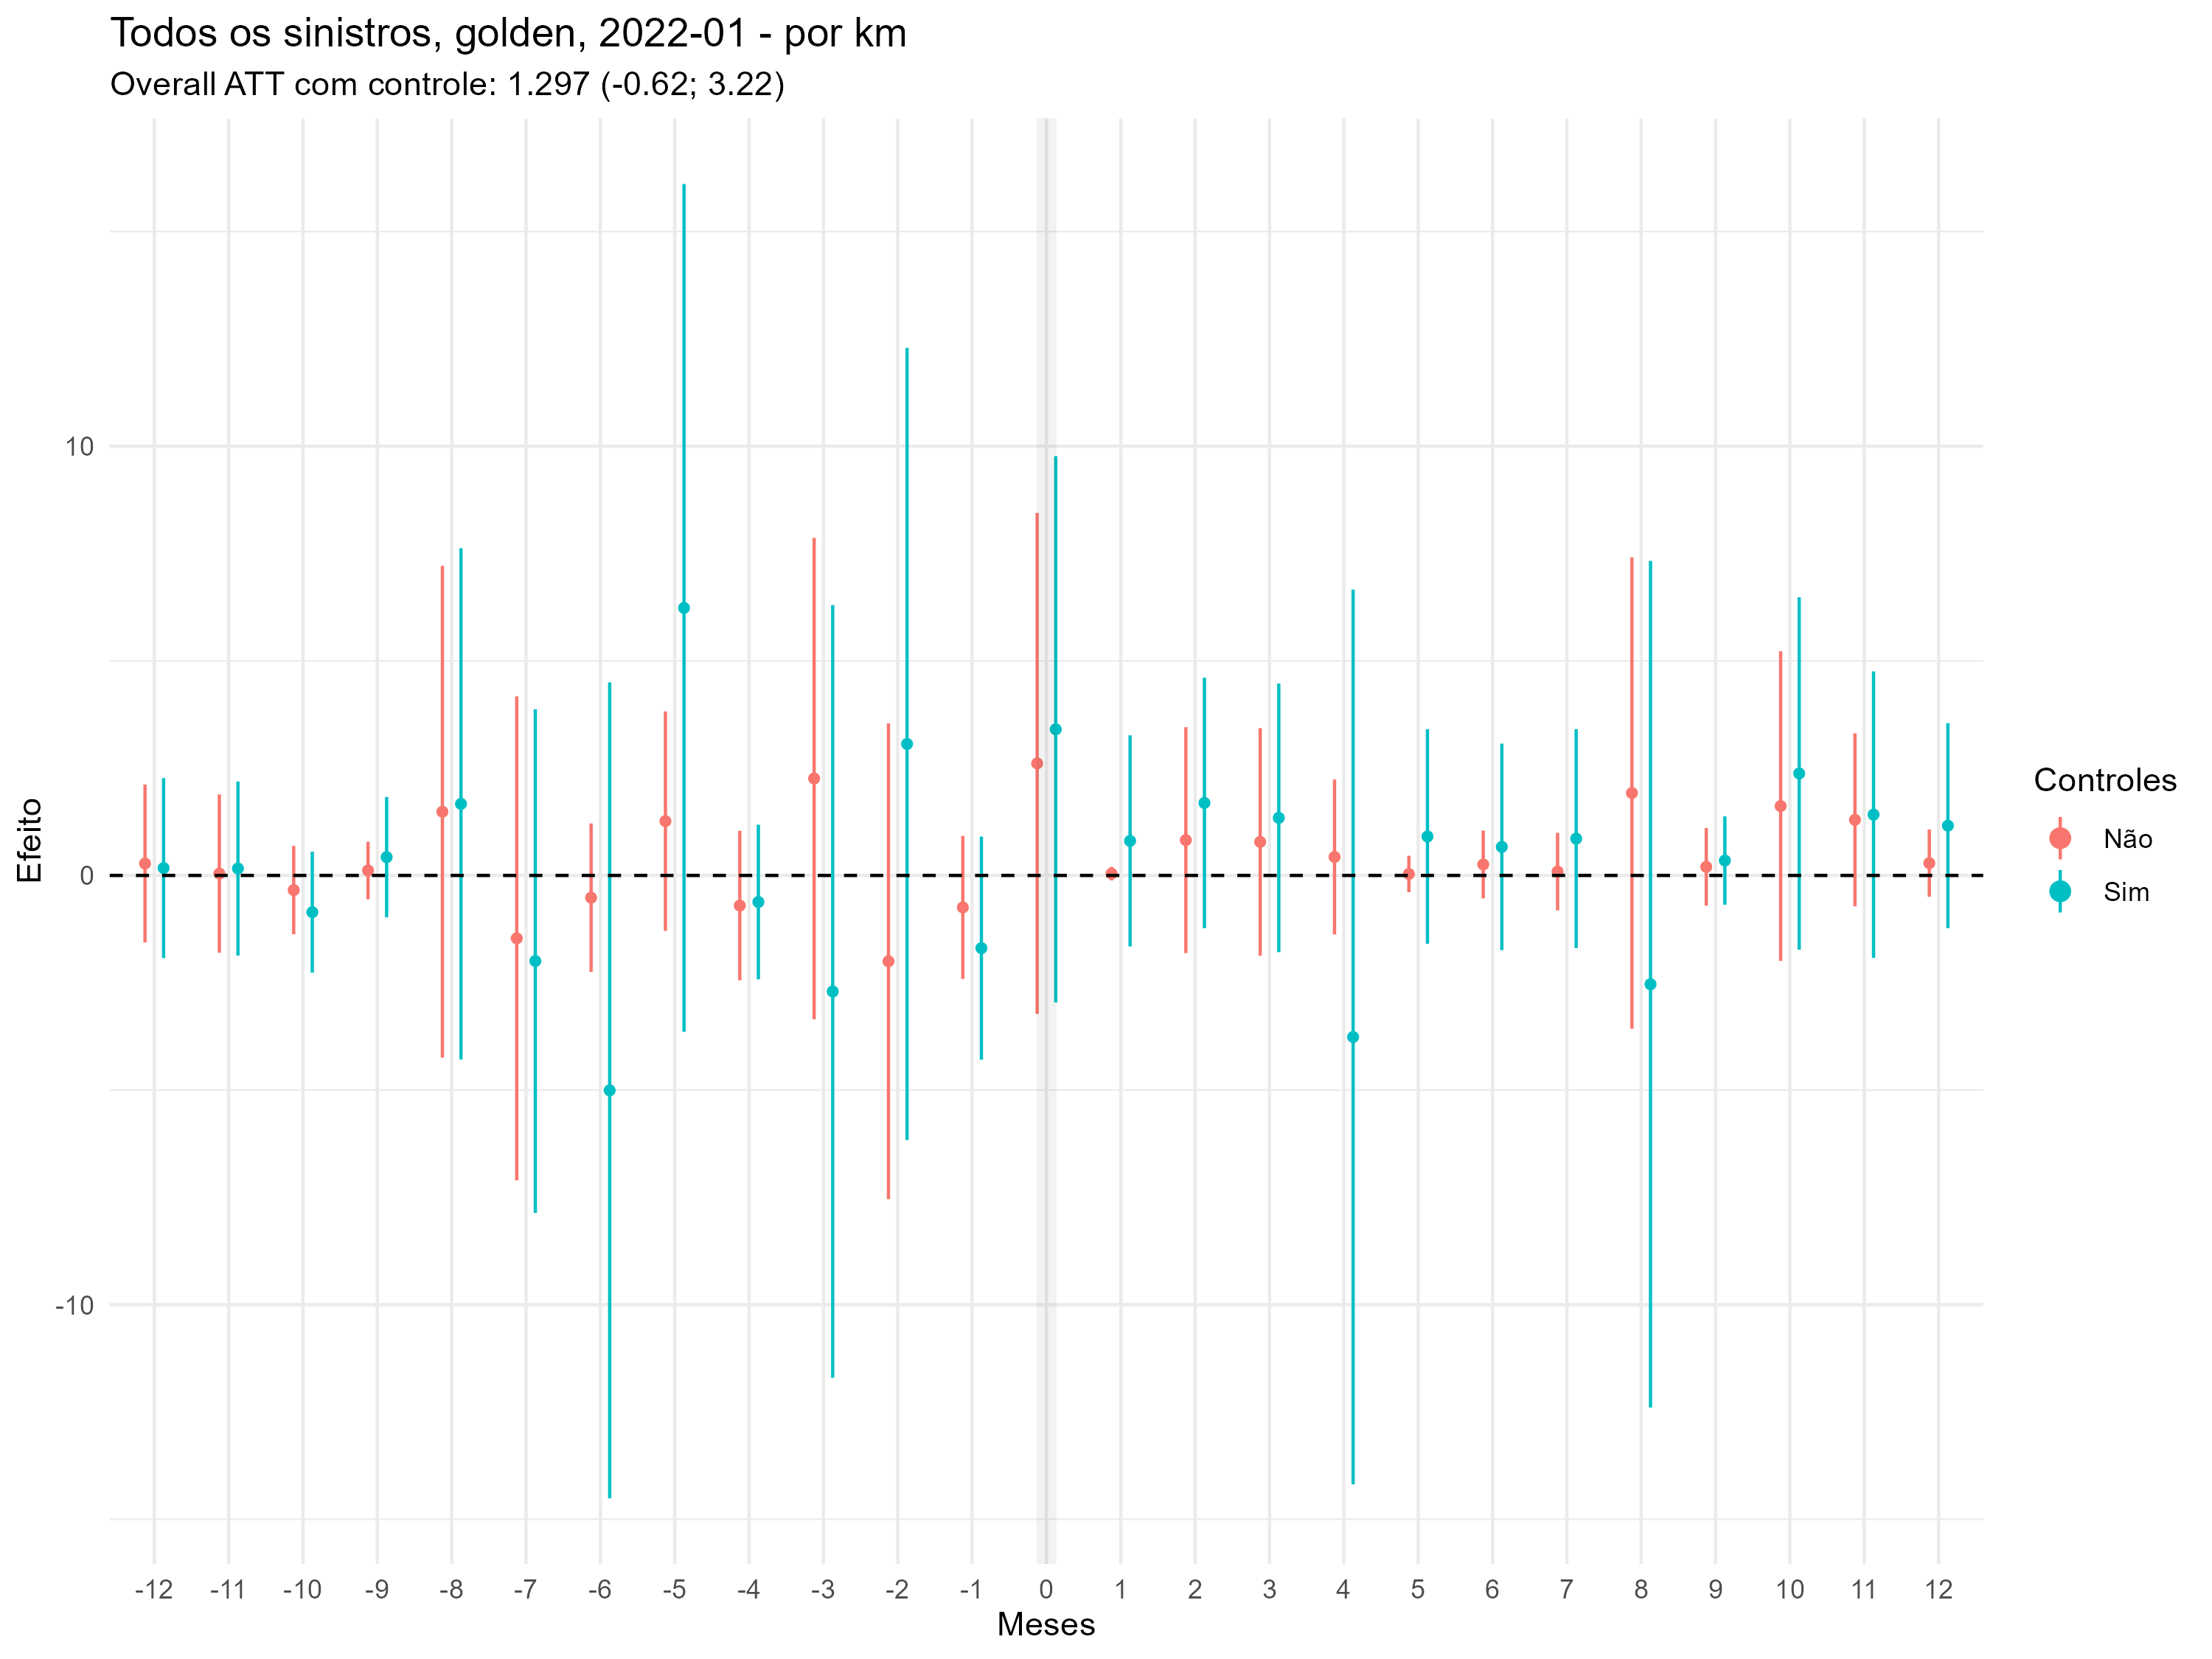 Todos os sinistros, golden, 2022-01 - por km
Overall ATT com controle: 1.297 (-0.62; 3.22)
Efeito
10
0
-10
-12 -11 -10 -9 -8 -7 -6 -5 -4 -3 -2 -1 0 1 2 3 4 5 6 7 8 9 10 11 12
Meses
Controles
Não
Sim